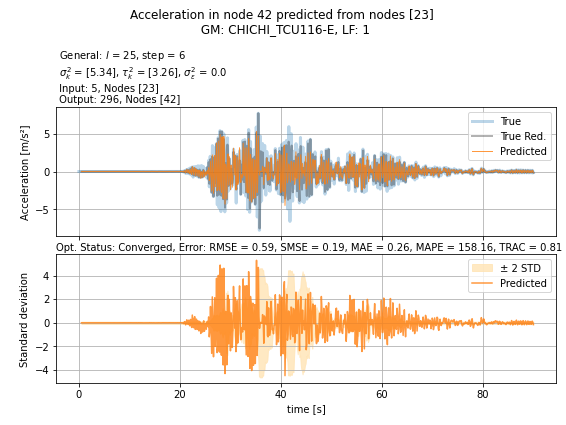 Acceleration in node 42 predicted from nodes [23]
GM: CHICHI_TCU116-E, LF: 1
General: l = 25, step = 6
σ²ₖ = [5.34], τ²ₖ = [3.26], σ²ε = 0.0
Input: 5, Nodes [23]
Output: 296, Nodes [42]
True
True Red.
Predicted
Acceleration [m/s²]
5
0
−5
Opt. Status: Converged, Error: RMSE = 0.59, SMSE = 0.19, MAE = 0.26, MAPE = 158.16, TRAC = 0.81
± 2 STD
Predicted
Standard deviation
4
2
0
−2
−4
0 20 40 60 80
time [s]